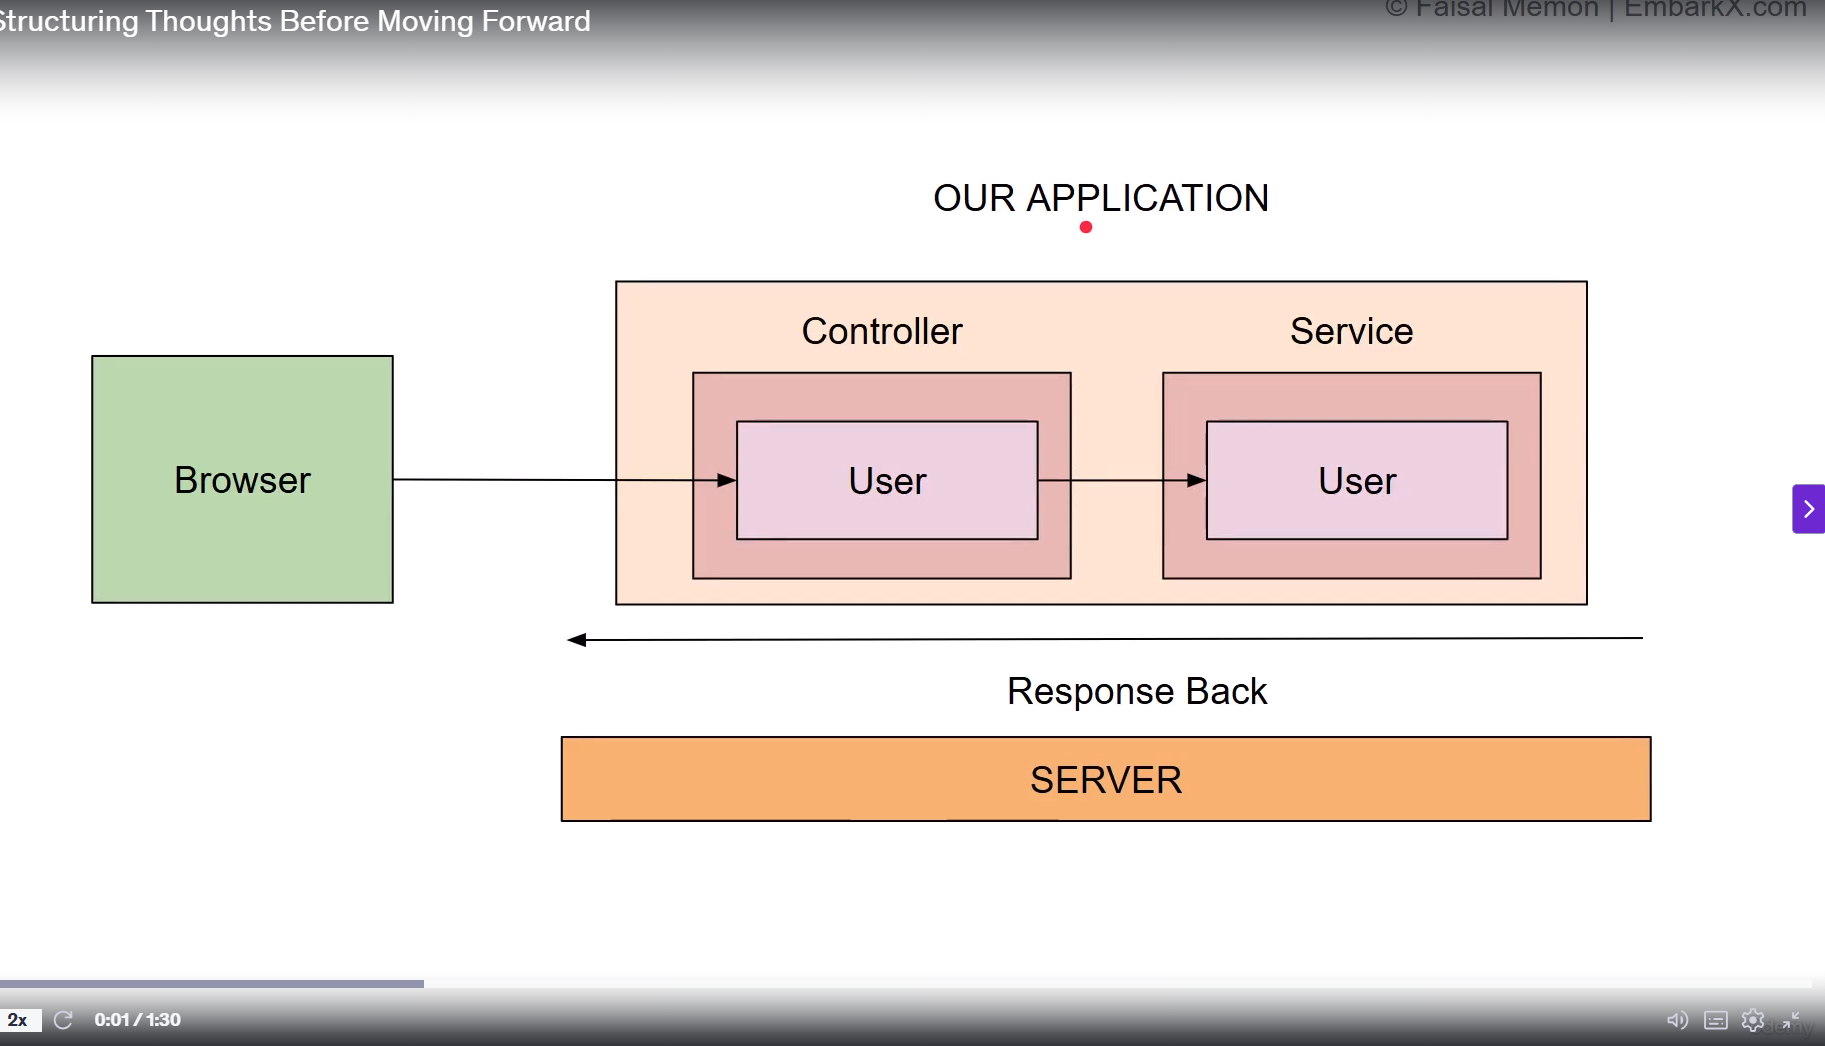 Structuring Thoughts Before Moving Forward
© Faisal Memon | EmbarkX.com
OUR APPLICATION
Controller
Service
Browser
User
User
Response Back
SERVER
2x
0:01 / 1:30